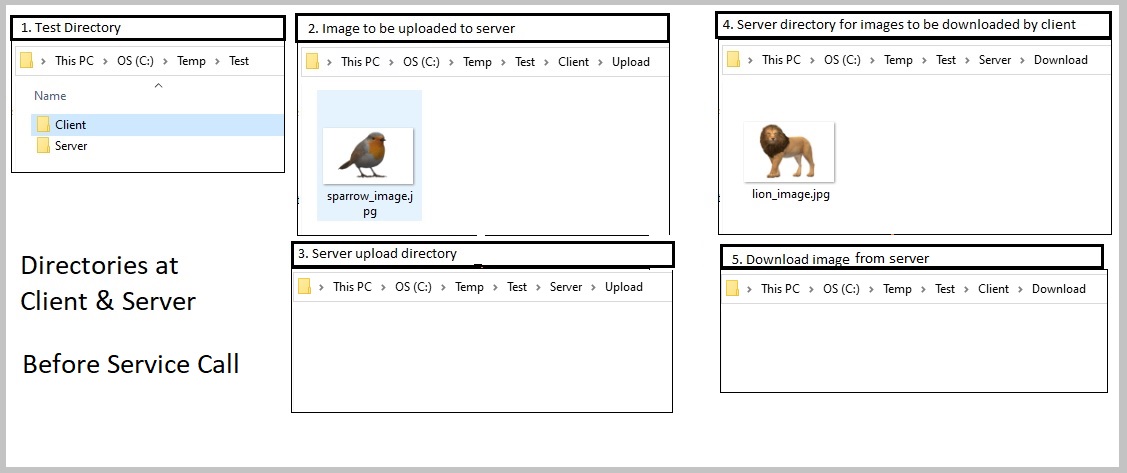 1. Test Directory
This PC > OS (C:) > Temp > Test
Name
Client
Server
2. Image to be uploaded to server
This PC > OS (C:) > Temp > Test > Client > Upload
sparrow_image.j
pg
4. Server directory for images to be downloaded by client
This PC > OS (C:) > Temp > Test > Server > Download
lion_image.jpg
Directories at
Client & Server
Before Service Call
3. Server upload directory
This PC > OS (C:) > Temp > Test > Server > Upload
5. Download image from server
This PC > OS (C:) > Temp > Test > Client > Download